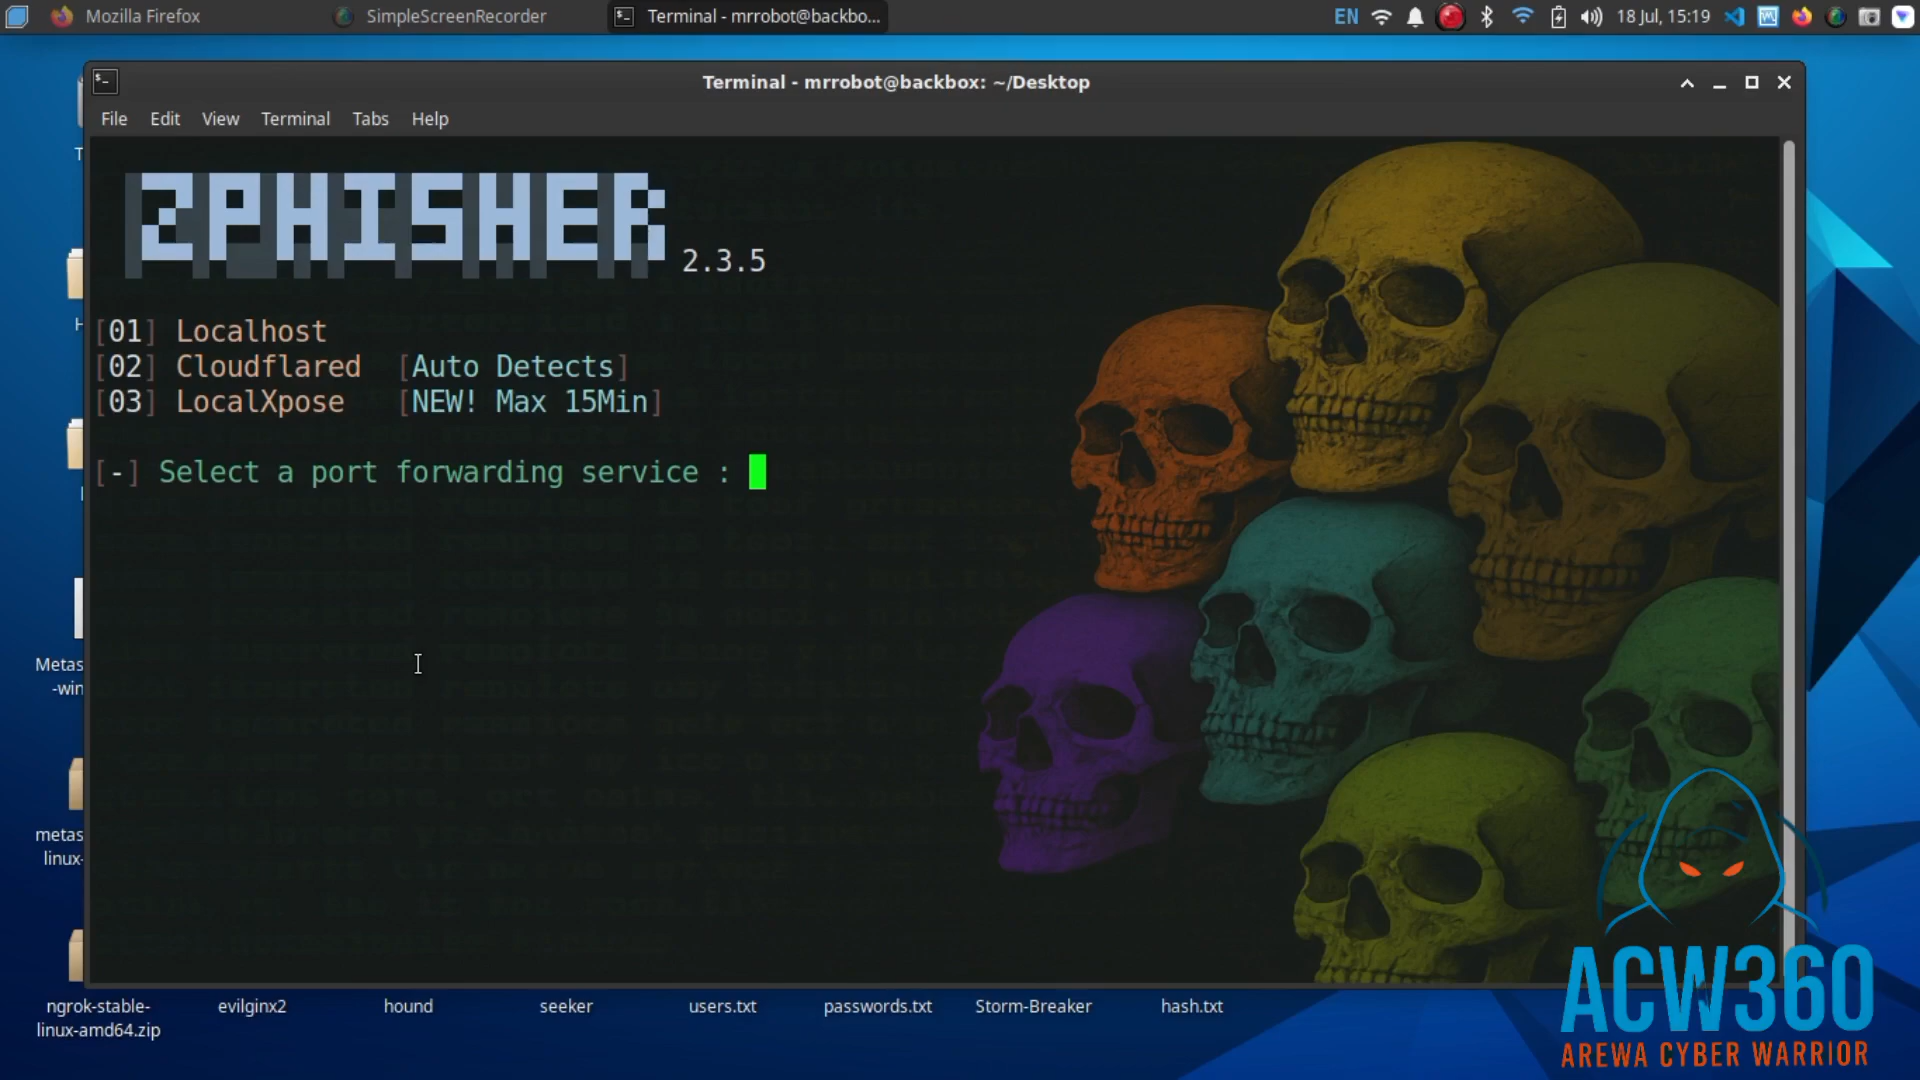 Mozilla Firefox
SimpleScreenRecorder
Terminal - mrrobot@backbo...
EN
18 Jul, 15:19
Terminal - mrrobot@backbox: ~/Desktop
File Edit View Terminal Tabs Help
ZPHISHER 2.3.5
[01] Localhost
[02] Cloudflared [Auto Detects]
[03] LocalXpose [NEW! Max 15Min]
[-] Select a port forwarding service :
Metas
-win
metas
linux-
ngrok-stable-
linux-amd64.zip
evilginx2
hound
seeker
users.txt
passwords.txt
Storm-Breaker
hash.txt
ACW360
AREWA CYBER WARRIOR